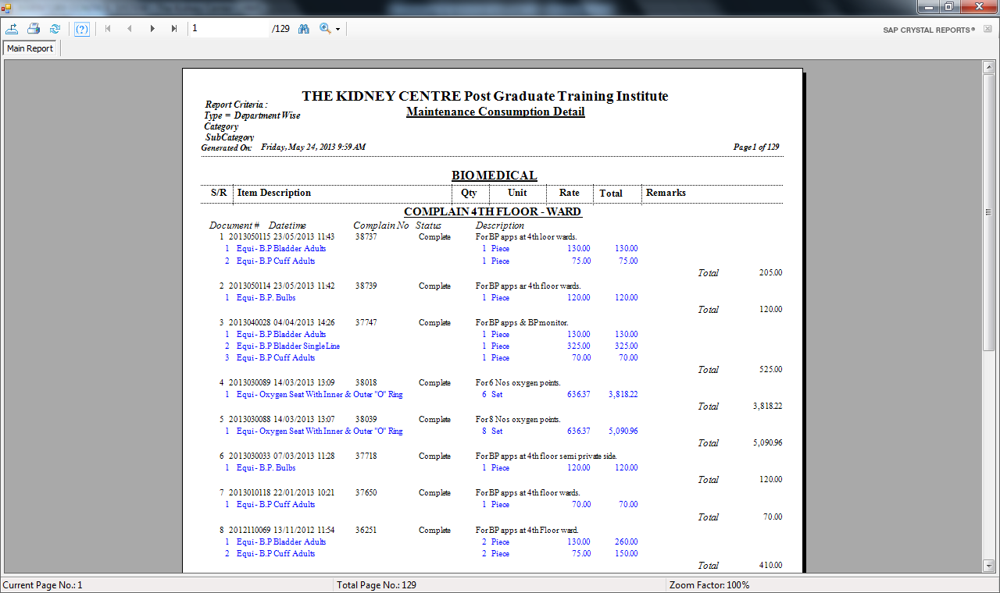 1 /129
SAP CRYSTAL REPORTS®
Main Report
THE KIDNEY CENTRE Post Graduate Training Institute
Report Criteria :
Maintenance Consumption Detail
Type = Department Wise
Category
SubCategory
Generated On: Friday, May 24, 2013 9:59 AM Page 1 of 129
BIOMEDICAL
S/R Item Description Qty Unit Rate Total Remarks
COMPLAIN 4TH FLOOR - WARD
Document # Datetime Complain No Status Description
1 2013050115 23/05/2013 11:43 38737 Complete For BP apps at 4th loor wards.
1 Equi - B.P Bladder Adults 1 Piece 130.00 130.00
2 Equi - B.P Cuff Adults 1 Piece 75.00 75.00
Total 205.00
2 2013050114 23/05/2013 11:42 38739 Complete For BP apps ar 4th floor wards.
1 Equi - B.P. Bulbs 1 Piece 120.00 120.00
Total 120.00
3 2013040028 04/04/2013 14:26 37747 Complete For BP apps & BP monitor.
1 Equi - B.P Bladder Adults 1 Piece 130.00 130.00
2 Equi - B.P Bladder Single Line 1 Piece 325.00 325.00
3 Equi - B.P Cuff Adults 1 Piece 70.00 70.00
Total 525.00
4 2013030089 14/03/2013 13:09 38018 Complete For 6 Nos oxygen points.
1 Equi - Oxygen Seat With Inner & Outer "O" Ring 6 Set 636.37 3,818.22
Total 3,818.22
5 2013030088 14/03/2013 13:07 38039 Complete For 8 Nos oxygen points.
1 Equi - Oxygen Seat With Inner & Outer "O" Ring 8 Set 636.37 5,090.96
Total 5,090.96
6 2013030033 07/03/2013 11:28 37718 Complete For BP apps at 4th floor semi private side.
1 Equi - B.P. Bulbs 1 Piece 120.00 120.00
Total 120.00
7 2013010118 22/01/2013 10:21 37650 Complete For BP apps at 4th floor wards.
1 Equi - B.P Cuff Adults 1 Piece 70.00 70.00
Total 70.00
8 2012110069 13/11/2012 11:54 36251 Complete For BP apps at 4th Floor ward.
1 Equi - B.P Bladder Adults 2 Piece 130.00 260.00
2 Equi - B.P Cuff Adults 2 Piece 75.00 150.00
Total 410.00
Current Page No.: 1 Total Page No.: 129 Zoom Factor: 100%